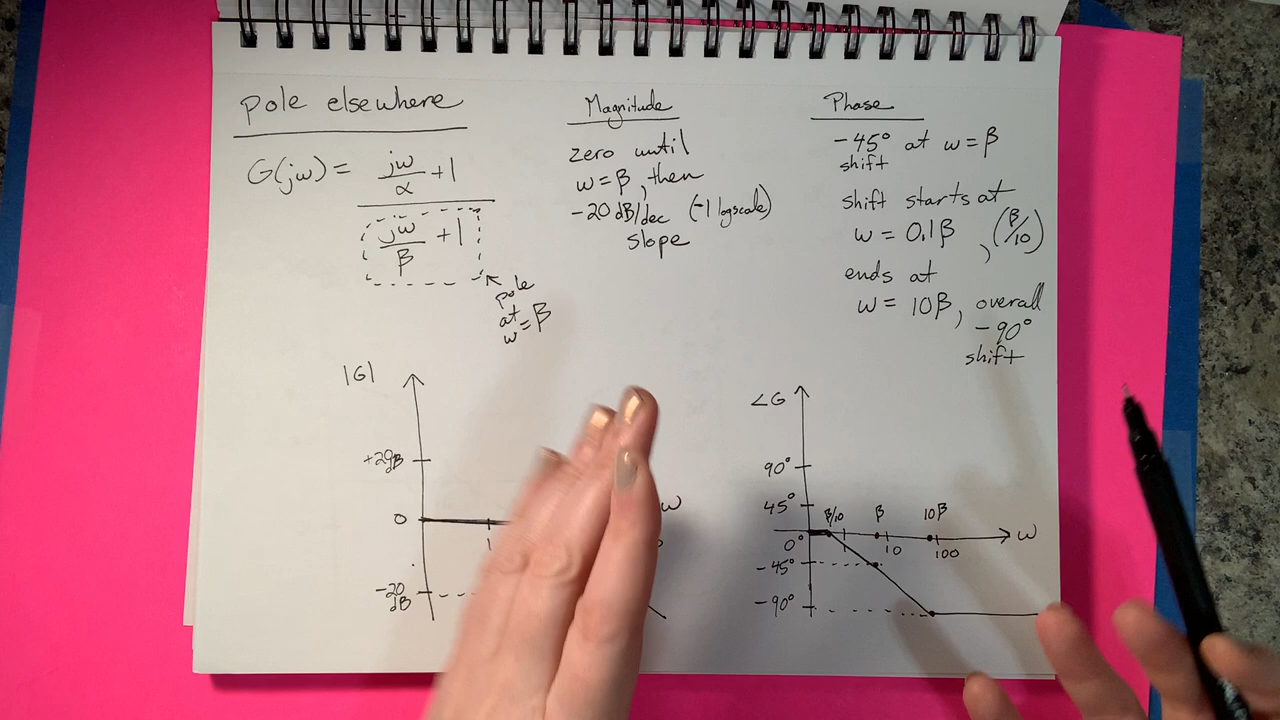 pole elsewhere
G(jω) =
jω/α + 1
jω/β + 1
pole
at
ω = β
Magnitude
zero until
ω = β, then
-20 dB/dec (-1 logscale)
slope
Phase
-45° at ω = β
shift
shift starts at
ω = 0.1β, (β/10)
ends at
ω = 10β, overall
-90°
shift
|G|
+20dB
0
1
ω
-20
dB
∠G
90°
45°
β/10 β 10β
ω
0°
10 100
-45°
-90°